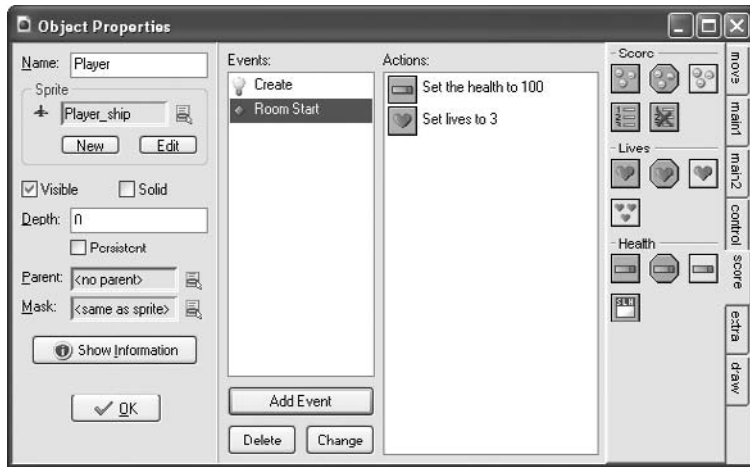 Object Properties
Name: Player
Sprite
Player_ship
New Edit
Visible Solid
Depth: 0
Persistent
Parent: <no parent>
Mask: <same as sprite>
Show Information
OK
Events:
Create
Room Start
Add Event
Delete Change
Actions:
Set the health to 100
Set lives to 3
Score
Lives
Health
move
main1
main2
control
score
extra
draw